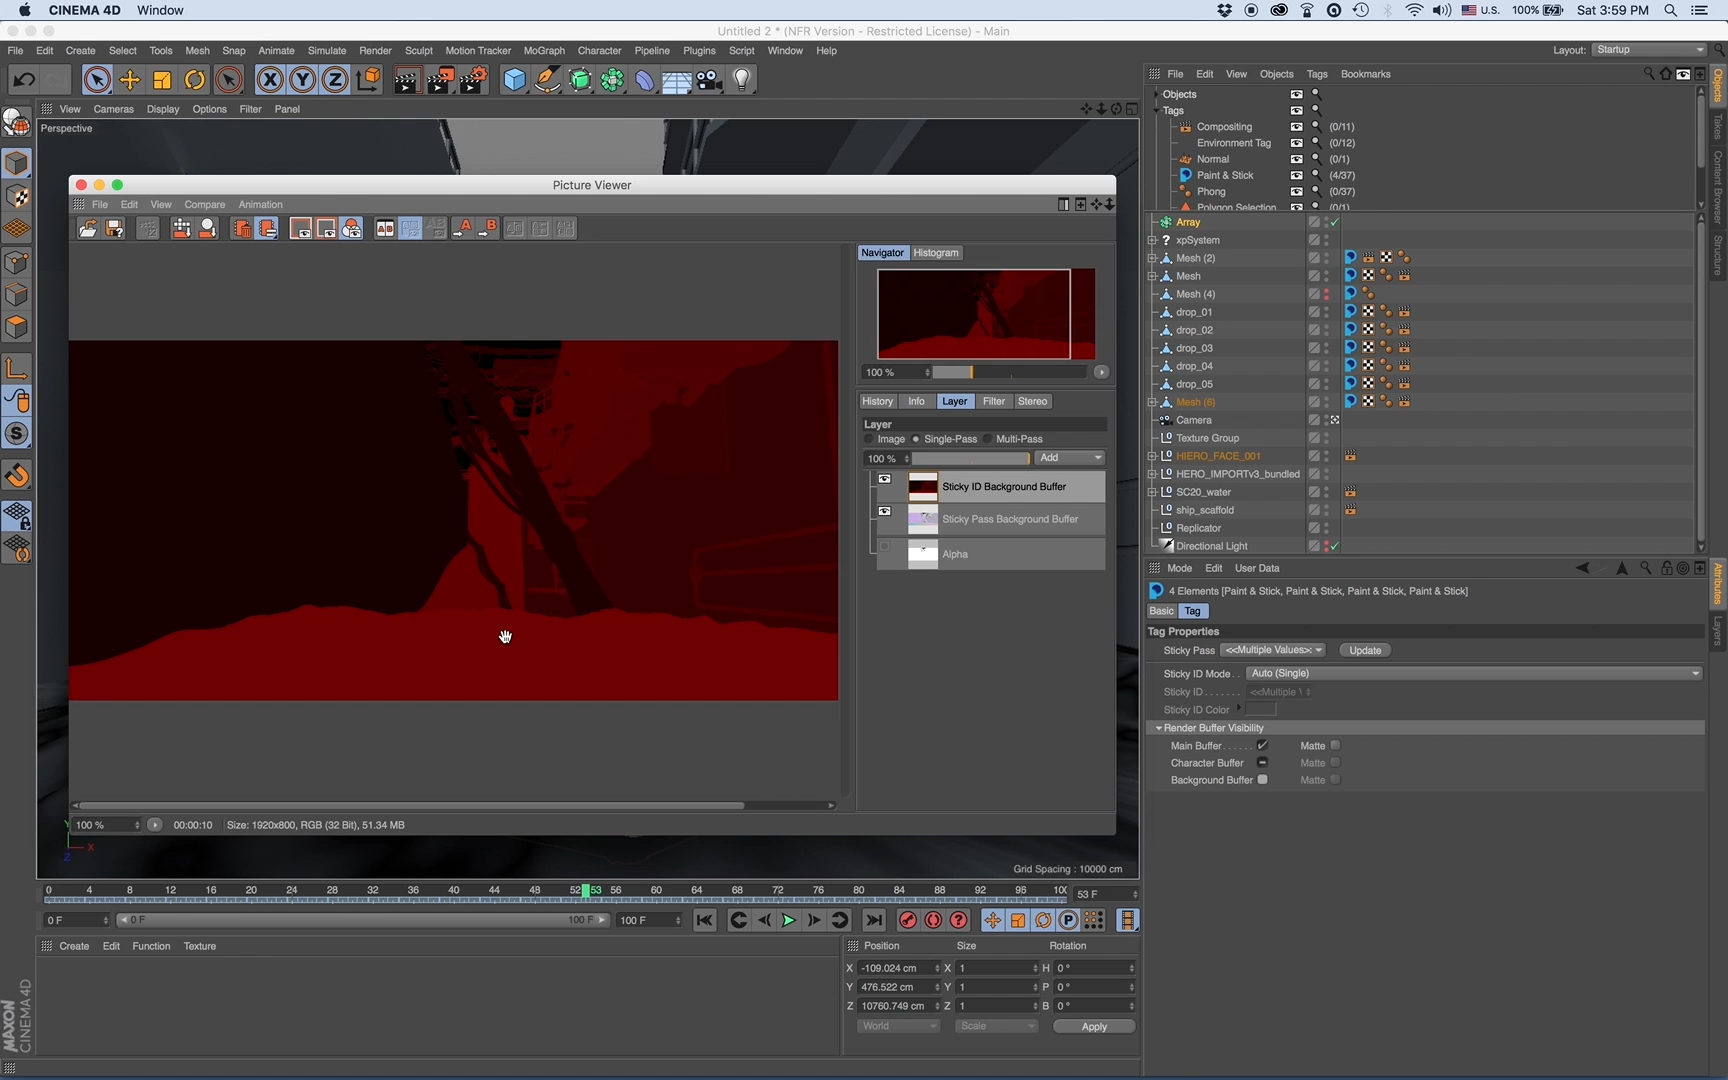 CINEMA 4D Window
U.S. 100% Sat 3:59 PM
Untitled 2 * (NFR Version - Restricted License) - Main
File Edit Create Select Tools Mesh Snap Animate Simulate Render Sculpt Motion Tracker MoGraph Character Pipeline Plugins Script Window Help
Layout: Startup
File Edit View Objects Tags Bookmarks
View Cameras Display Options Filter Panel
Perspective
Objects
Tags
Compositing (0/11)
Environment Tag (0/12)
Normal (0/1)
Paint & Stick (4/37)
Phong (0/37)
Polygon Selection (0/1)
Array
xpSystem
Mesh (2)
Mesh
Mesh (4)
drop_01
drop_02
drop_03
drop_04
drop_05
Mesh (6)
Camera
Texture Group
HIERO_FACE_001
HERO_IMPORTv3_bundled
SC20_water
ship_scaffold
Replicator
Directional Light
Objects
Takes
Content Browser
Structure
Picture Viewer
File Edit View Compare Animation
Navigator Histogram
100 %
History Info Layer Filter Stereo
Layer
Image Single-Pass Multi-Pass
100 % Add
Sticky ID Background Buffer
Sticky Pass Background Buffer
Alpha
100 % 00:00:10 Size: 1920x800, RGB (32 Bit), 51.34 MB
Y
X
Z
Grid Spacing : 10000 cm
Mode Edit User Data
4 Elements [Paint & Stick, Paint & Stick, Paint & Stick, Paint & Stick]
Basic Tag
Tag Properties
Sticky Pass <<Multiple Values>> Update
Sticky ID Mode . . Auto (Single)
Sticky ID . . . . . . . <<Multiple
Sticky ID Color
Render Buffer Visibility
Main Buffer . . . . . . Matte
Character Buffer Matte
Background Buffer Matte
Attributes
Layers
0 4 8 12 16 20 24 28 32 36 40 44 48 52 53 56 60 64 68 72 76 80 84 88 92 96 100
53 F
0 F 0 F 100 F 100 F
Create Edit Function Texture
Position Size Rotation
X -109.024 cm X 1 H 0 °
Y 476.522 cm Y 1 P 0 °
Z 10760.749 cm Z 1 B 0 °
World Scale Apply
MAXON
CINEMA 4D